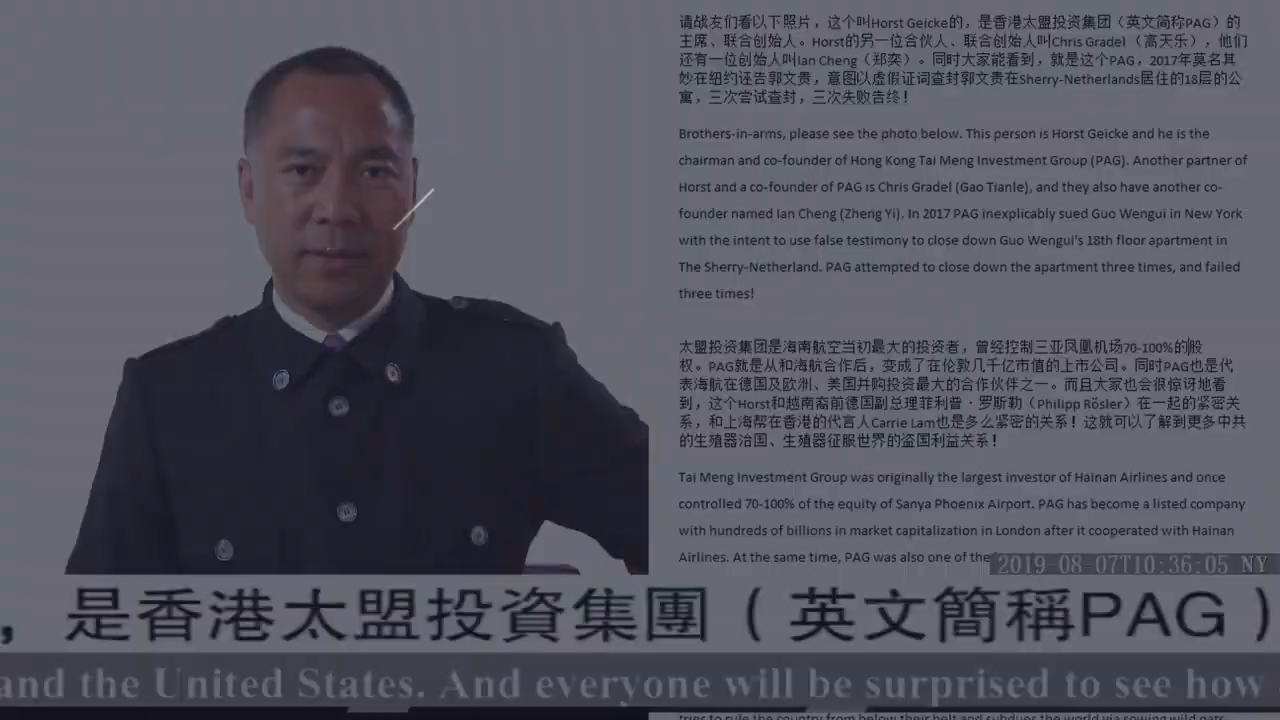 请战友们看以下照片，这个叫Horst Geicke的，是香港太盟投资集团（英文简称PAG）的
主席、联合创始人。Horst的另一位合伙人、联合创始人叫Chris Gradel（高天乐），他们
还有一位创始人叫Ian Cheng（郑奕）。同时大家能看到，就是这个PAG，2017年莫名其
妙在纽约诬告郭文贵，意图以虚假证词查封郭文贵在Sherry-Netherlands居住的18层的公
寓，三次尝试查封，三次失败告终！
Brothers-in-arms, please see the photo below. This person is Horst Geicke and he is the
chairman and co-founder of Hong Kong Tai Meng Investment Group (PAG). Another partner of
Horst and a co-founder of PAG is Chris Gradel (Gao Tianle), and they also have another co-
founder named Ian Cheng (Zheng Yi). In 2017 PAG inexplicably sued Guo Wengui in New York
with the intent to use false testimony to close down Guo Wengui's 18th floor apartment in
The Sherry-Netherland. PAG attempted to close down the apartment three times, and failed
three times!
太盟投资集团是海南航空当初最大的投资者，曾经控制三亚凤凰机场70-100%的股
权。PAG就是从和海航合作后，变成了在伦敦几千亿市值的上市公司。同时PAG也是代
表海航在德国及欧洲、美国并购投资最大的合作伙伴之一。而且大家也会很惊讶地看
到，这个Horst和越南裔前德国副总理菲利普·罗斯勒（Philipp Rösler）在一起的紧密关
系，和上海帮在香港的代言人Carrie Lam也是多么紧密的关系！这就可以了解到更多中共
的生殖器治国、生殖器征服世界的盗国利益关系！
Tai Meng Investment Group was originally the largest investor of Hainan Airlines and once
controlled 70-100% of the equity of Sanya Phoenix Airport. PAG has become a listed company
with hundreds of billions in market capitalization in London after it cooperated with Hainan
Airlines. At the same time, PAG was also one of the
2019-08-07T10:36:05 NY
，是香港太盟投資集團（英文簡稱PAG）
and the United States. And everyone will be surprised to see how